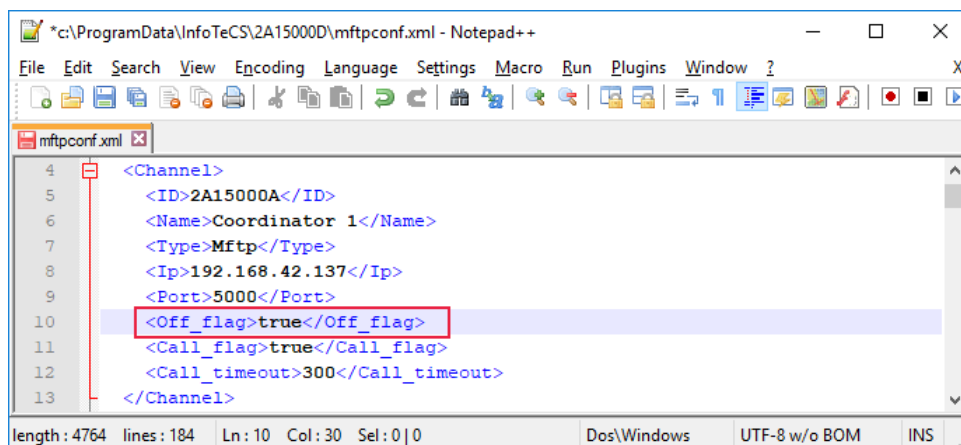 *c:\ProgramData\InfoTeCS\2A15000D\mftpconf.xml - Notepad++
File Edit Search View Encoding Language Settings Macro Run Plugins Window ? X
mftpconf.xml
4 <Channel>
5 <ID>2A15000A</ID>
6 <Name>Coordinator 1</Name>
7 <Type>Mftp</Type>
8 <Ip>192.168.42.137</Ip>
9 <Port>5000</Port>
10 <Off_flag>true</Off_flag>
11 <Call_flag>true</Call_flag>
12 <Call_timeout>300</Call_timeout>
13 </Channel>
length : 4764 lines : 184 Ln : 10 Col : 30 Sel : 0 | 0 Dos\Windows UTF-8 w/o BOM INS